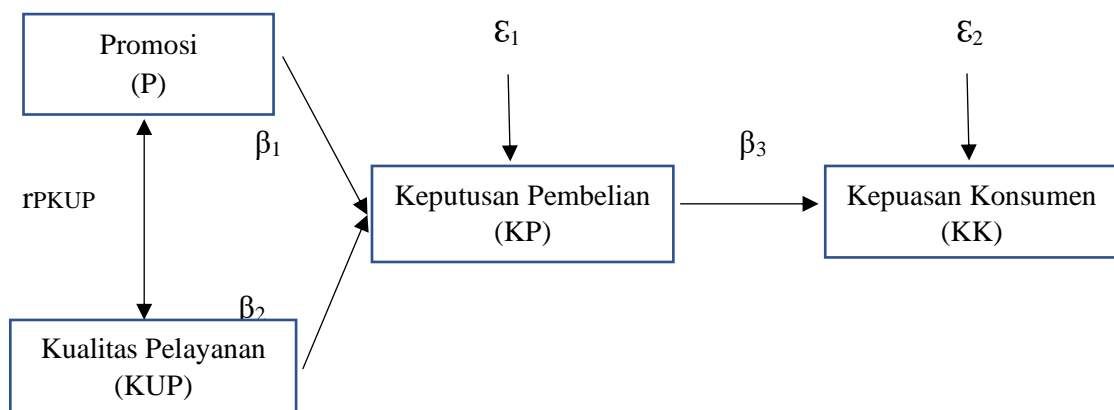 Promosi
(P)
ε1
ε2
β1
β3
rPKUP
Keputusan Pembelian
(KP)
Kepuasan Konsumen
(KK)
β2
Kualitas Pelayanan
(KUP)